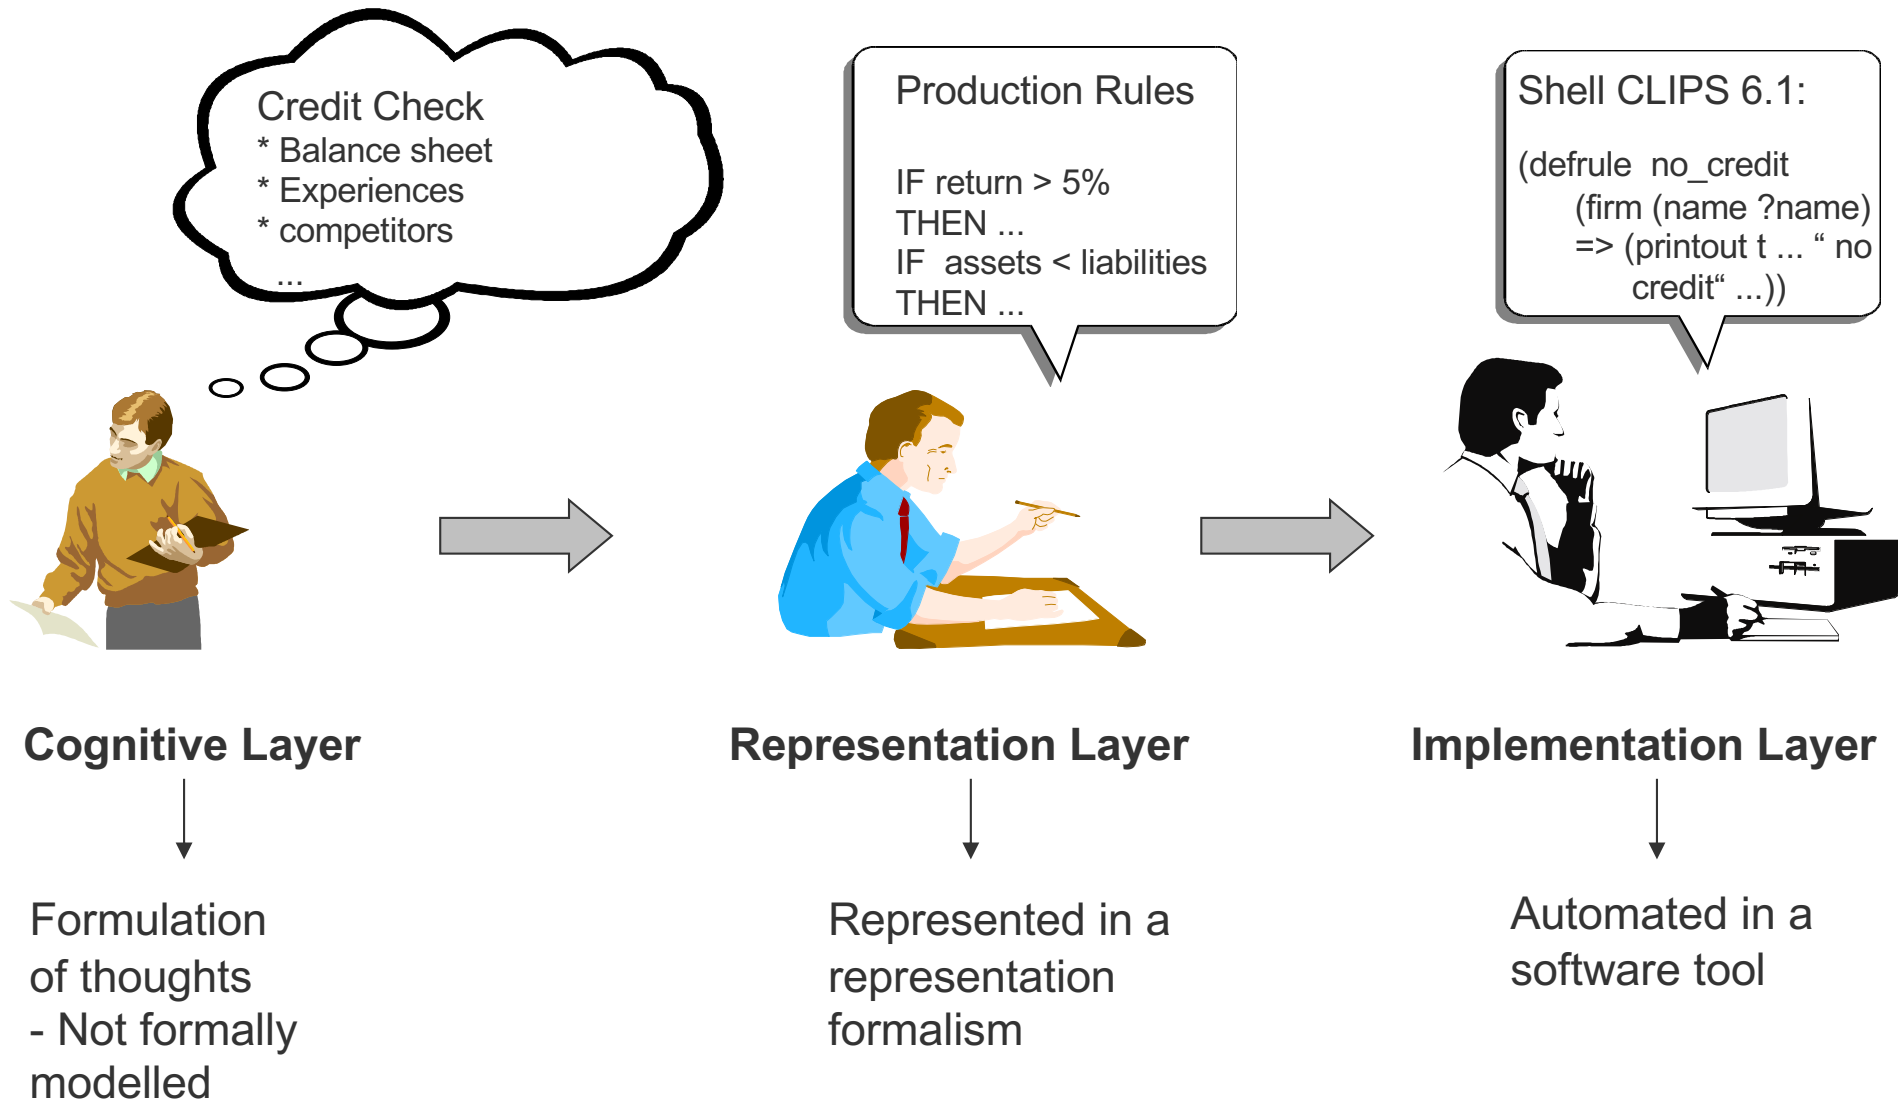 Credit Check
* Balance sheet
* Experiences
* competitors
...
Production Rules
IF return > 5%
THEN ...
IF  assets < liabilities
THEN ...
Shell CLIPS 6.1:
(defrule  no_credit
(firm (name ?name)
=> (printout t ... “ no
credit“ ...))
Cognitive Layer
Representation Layer
Implementation Layer
Formulation
of thoughts
- Not formally
modelled
Represented in a
representation
formalism
Automated in a
software tool